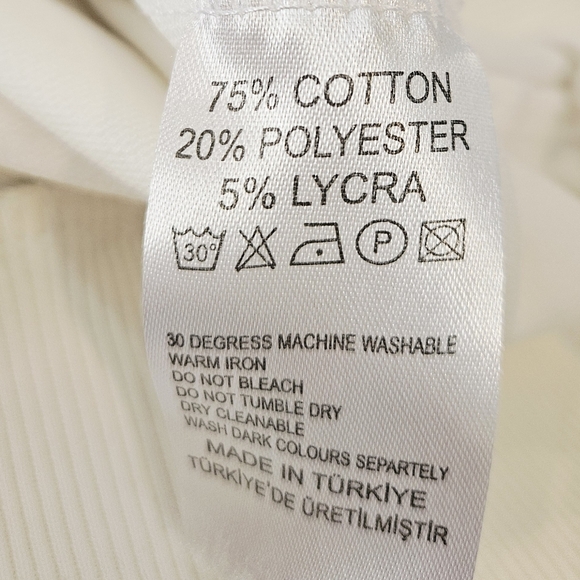 75% COTTON
20% POLYESTER
5% LYCRA
30° P
30 DEGRESS MACHINE WASHABLE
WARM IRON
DO NOT BLEACH
DO NOT TUMBLE DRY
DRY CLEANABLE
WASH DARK COLOURS SEPARTELY
MADE IN TÜRKİYE
TÜRKİYE'DE ÜRETİLMİŞTİR